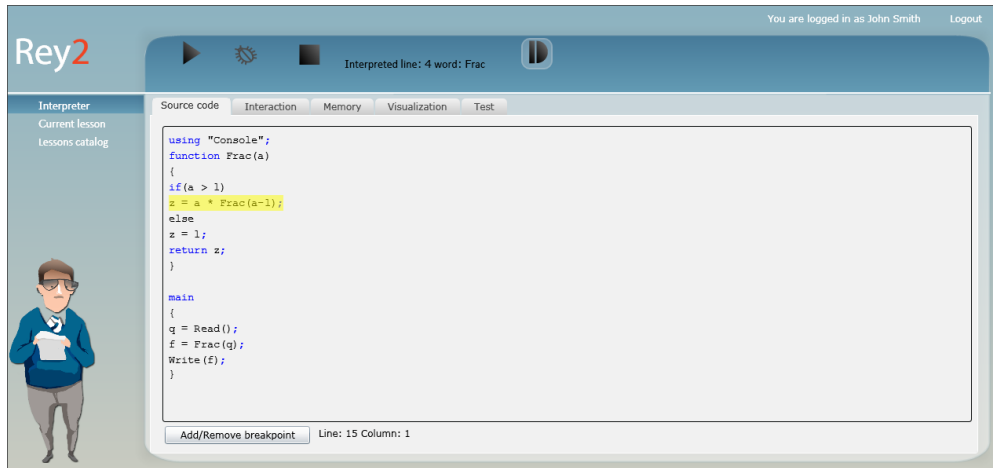 You are logged in as John Smith Logout
Rey2
Interpreted line: 4 word: Frac
Interpreter
Current lesson
Lessons catalog
Source code Interaction Memory Visualization Test
using "Console";
function Frac(a)
{
if(a > 1)
z = a * Frac(a-1);
else
z = 1;
return z;
}
main
{
q = Read();
f = Frac(q);
Write(f);
}
Add/Remove breakpoint Line: 15 Column: 1